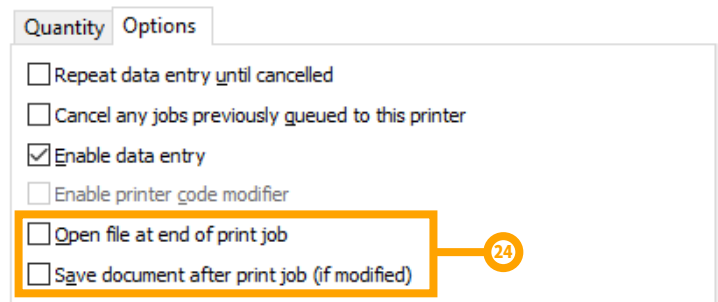 Quantity Options
Repeat data entry until cancelled
Cancel any jobs previously queued to this printer
Enable data entry
Enable printer code modifier
Open file at end of print job
24
Save document after print job (if modified)